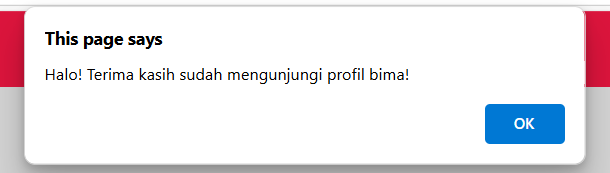 This page says
Halo! Terima kasih sudah mengunjungi profil bima!
OK